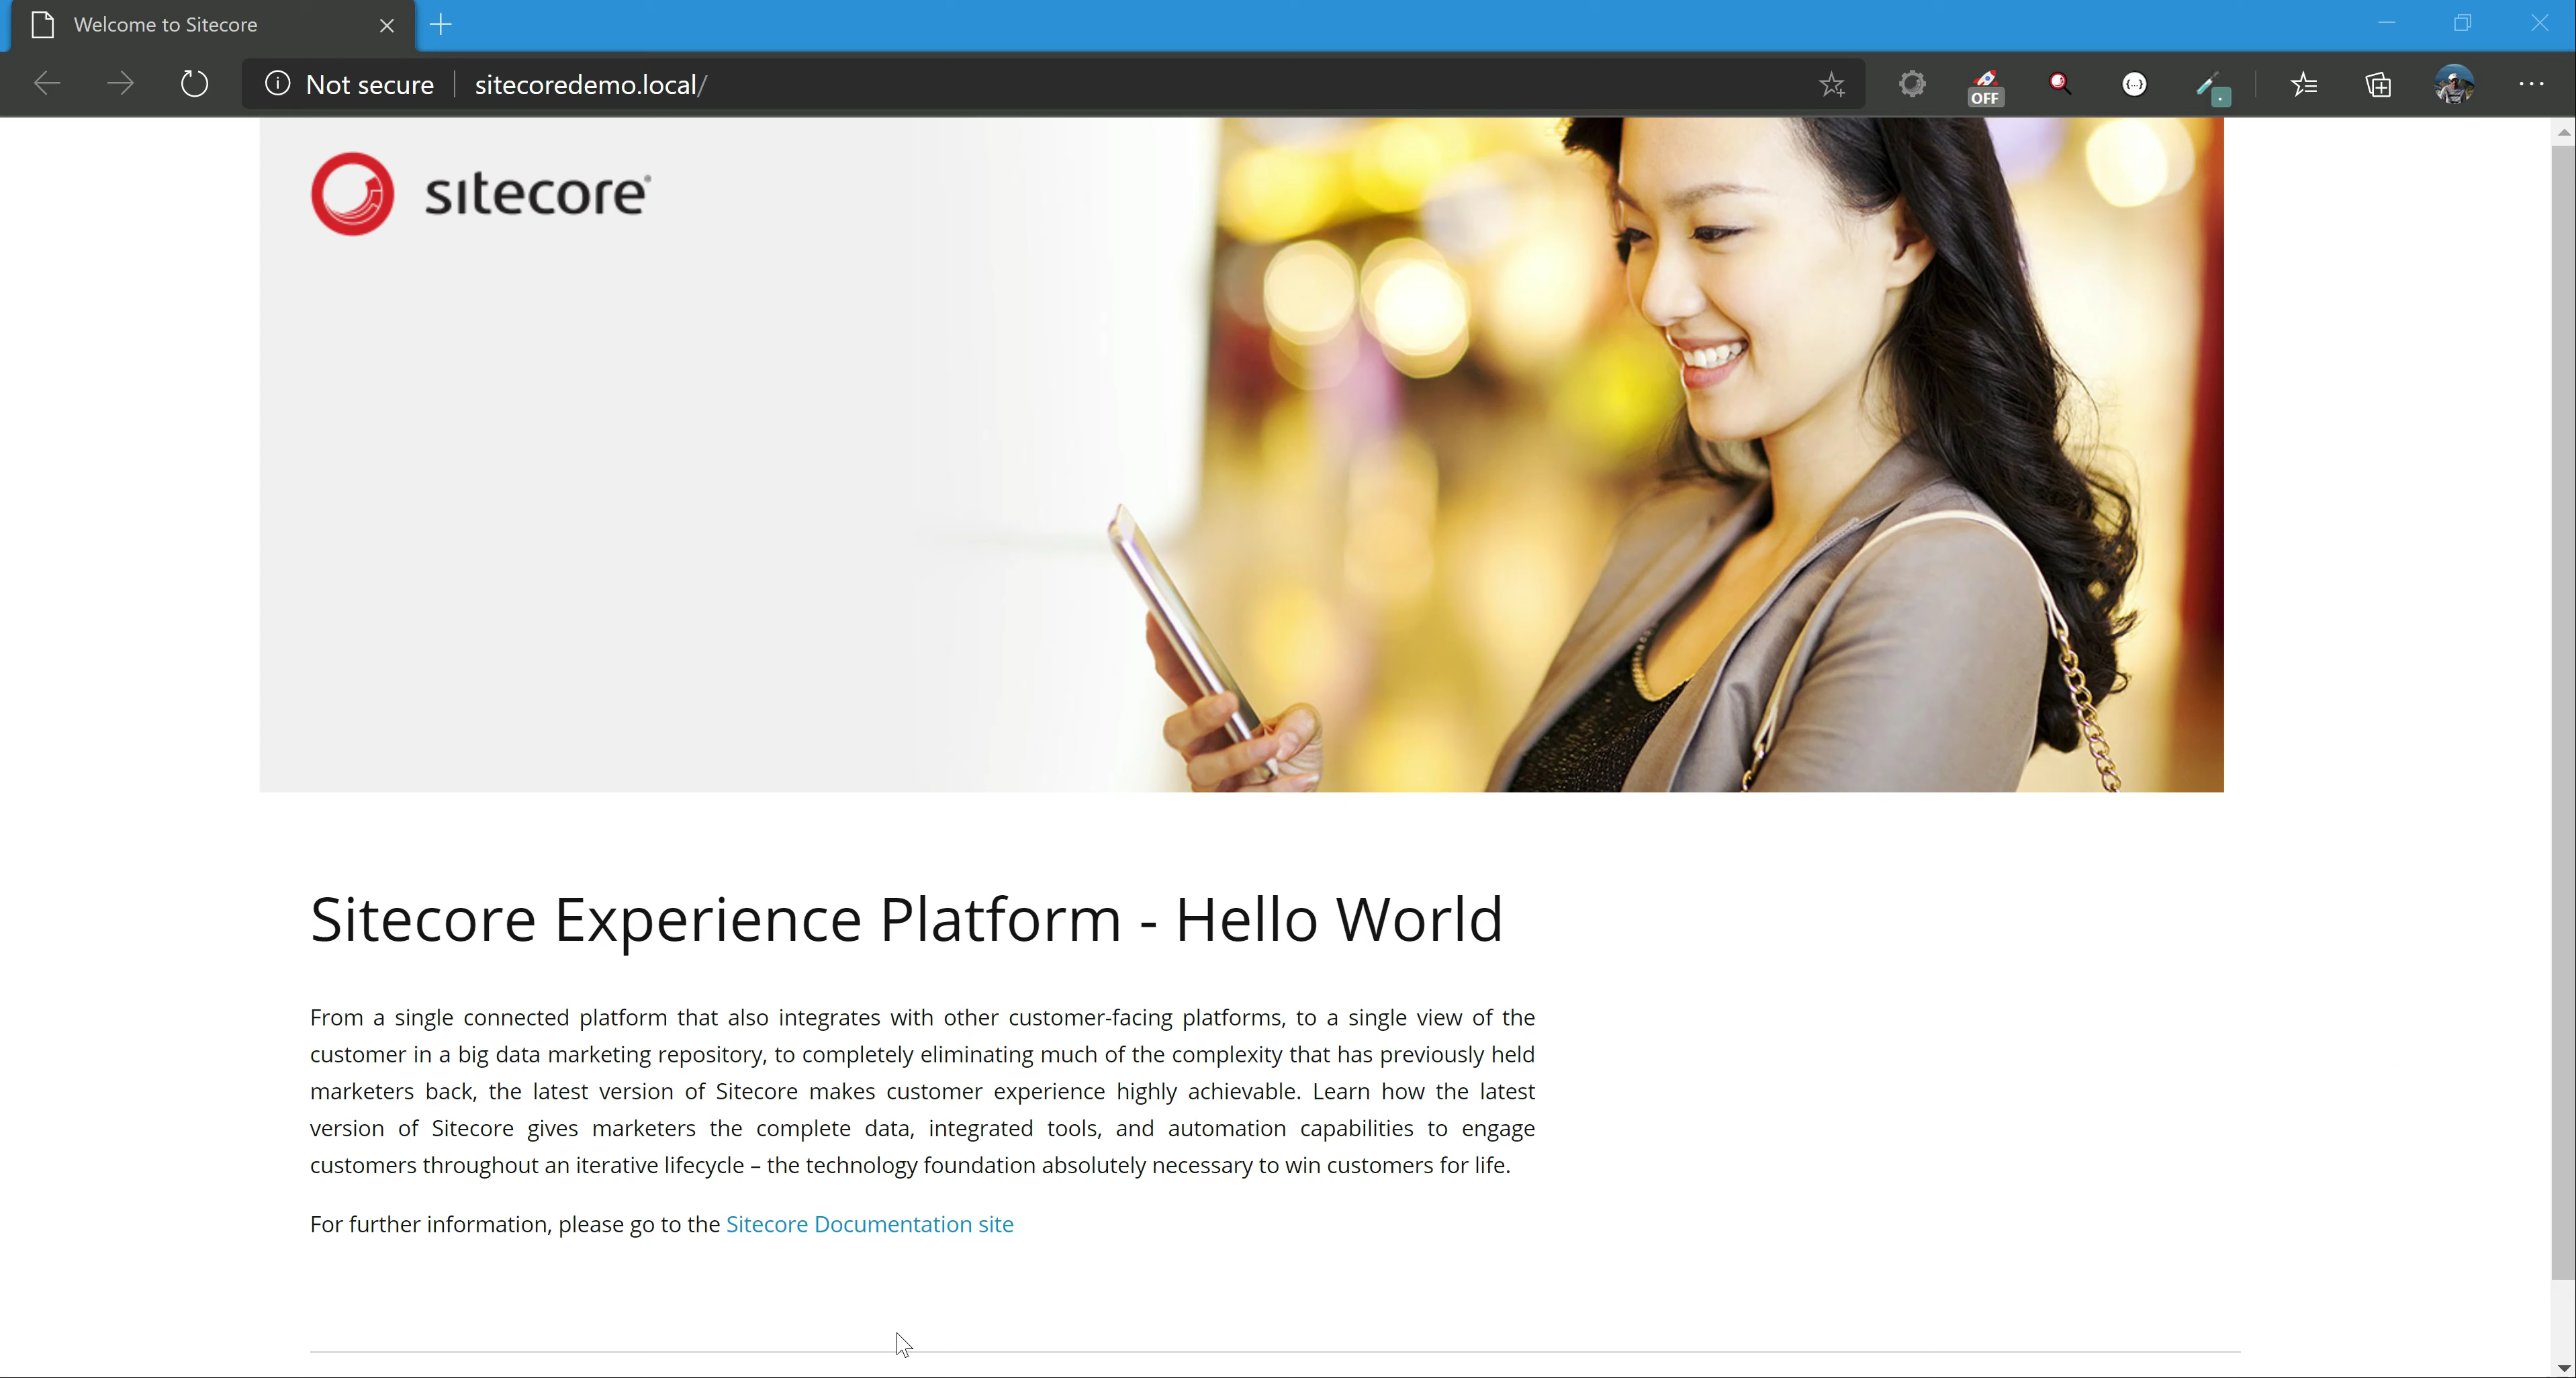 Welcome to Sitecore
Not secure
sitecoredemo.local/
OFF
sıtecore®
Sitecore Experience Platform - Hello World
From a single connected platform that also integrates with other customer-facing platforms, to a single view of the
customer in a big data marketing repository, to completely eliminating much of the complexity that has previously held
marketers back, the latest version of Sitecore makes customer experience highly achievable. Learn how the latest
version of Sitecore gives marketers the complete data, integrated tools, and automation capabilities to engage
customers throughout an iterative lifecycle – the technology foundation absolutely necessary to win customers for life.
For further information, please go to the Sitecore Documentation site